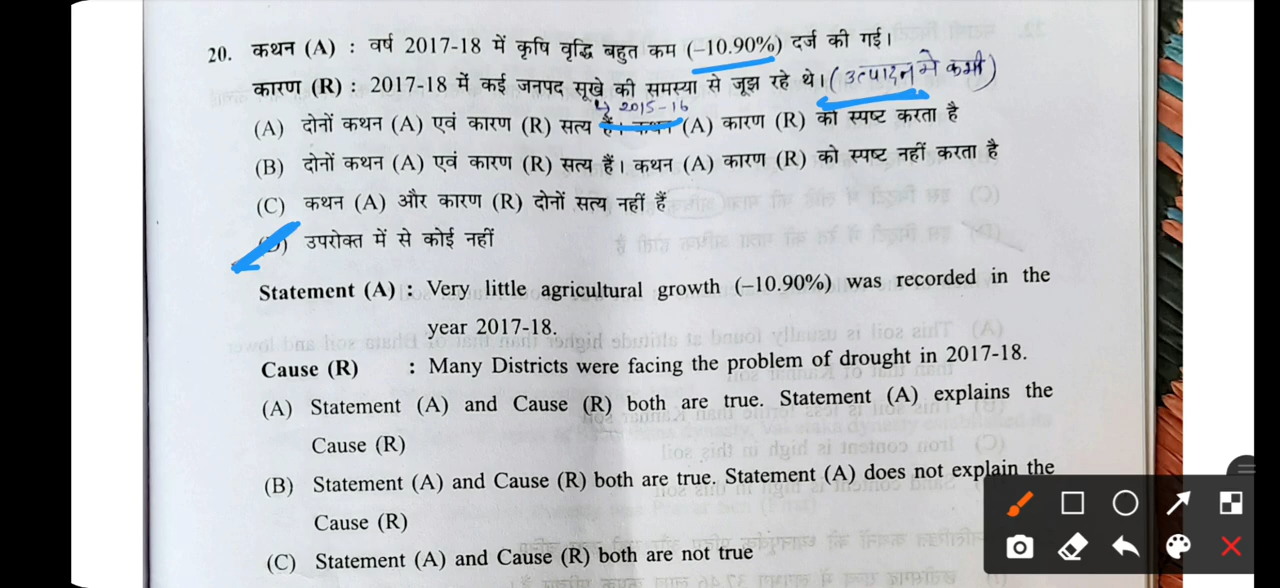 20. कथन (A) : वर्ष 2017-18 में कृषि वृद्धि बहुत कम (–10.90%) दर्ज की गई।
कारण (R) : 2017-18 में कई जनपद सूखे की समस्या से जूझ रहे थे। (उत्पादन में कमी)
↳ 2015-16
(A) दोनों कथन (A) एवं कारण (R) सत्य हैं। कथन (A) कारण (R) को स्पष्ट करता है
(B) दोनों कथन (A) एवं कारण (R) सत्य हैं। कथन (A) कारण (R) को स्पष्ट नहीं करता है
(C) कथन (A) और कारण (R) दोनों सत्य नहीं हैं
(D) उपरोक्त में से कोई नहीं
Statement (A) : Very little agricultural growth (–10.90%) was recorded in the
year 2017-18.
Cause (R) : Many Districts were facing the problem of drought in 2017-18.
(A) Statement (A) and Cause (R) both are true. Statement (A) explains the
Cause (R)
(B) Statement (A) and Cause (R) both are true. Statement (A) does not explain the
Cause (R)
(C) Statement (A) and Cause (R) both are not true